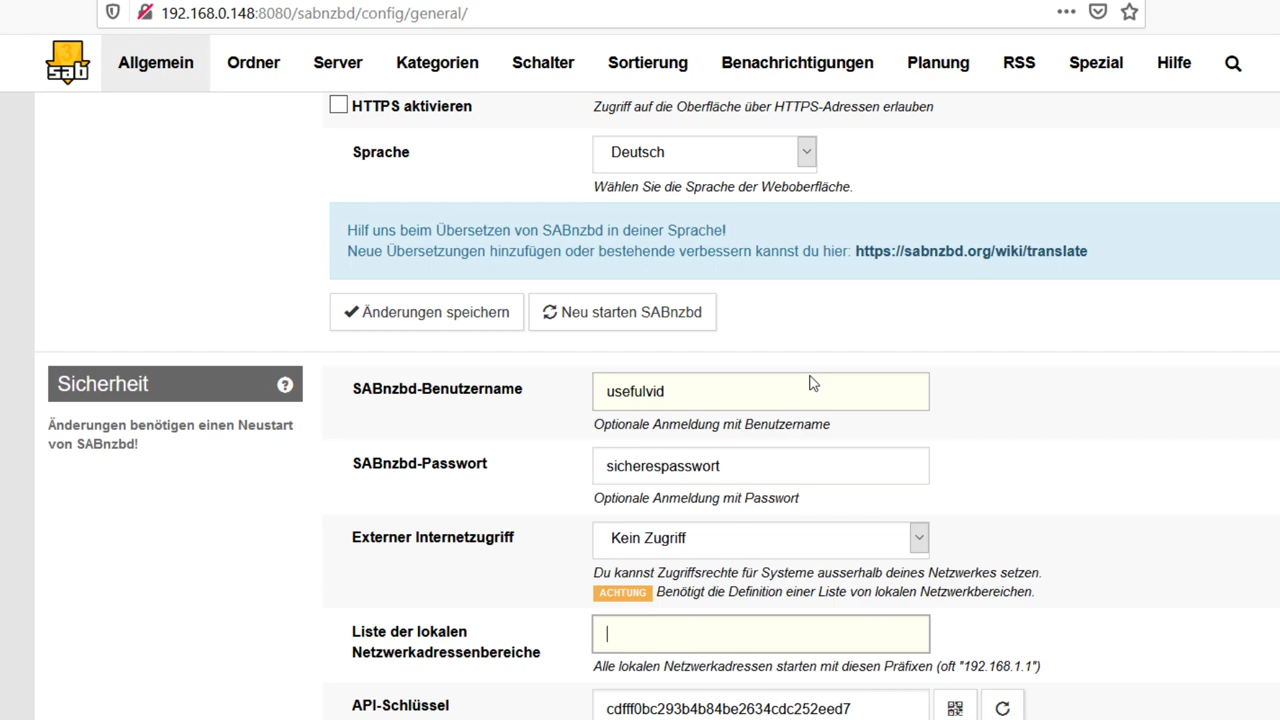 192.168.0.148:8080/sabnzbd/config/general/
3
sab
Allgemein Ordner Server Kategorien Schalter Sortierung Benachrichtigungen Planung RSS Spezial Hilfe
HTTPS aktivieren Zugriff auf die Oberfläche über HTTPS-Adressen erlauben
Sprache Deutsch
Wählen Sie die Sprache der Weboberfläche.
Hilf uns beim Übersetzen von SABnzbd in deiner Sprache!
Neue Übersetzungen hinzufügen oder bestehende verbessern kannst du hier: https://sabnzbd.org/wiki/translate
Änderungen speichern Neu starten SABnzbd
Sicherheit ?
Änderungen benötigen einen Neustart
von SABnzbd!
SABnzbd-Benutzername usefulvid
Optionale Anmeldung mit Benutzername
SABnzbd-Passwort sicherespasswort
Optionale Anmeldung mit Passwort
Externer Internetzugriff Kein Zugriff
Du kannst Zugriffsrechte für Systeme ausserhalb deines Netzwerkes setzen.
ACHTUNG Benötigt die Definition einer Liste von lokalen Netzwerkbereichen.
Liste der lokalen
Netzwerkadressenbereiche
Alle lokalen Netzwerkadressen starten mit diesen Präfixen (oft "192.168.1.1")
API-Schlüssel cdfff0bc293b4b84be2634cdc252eed7